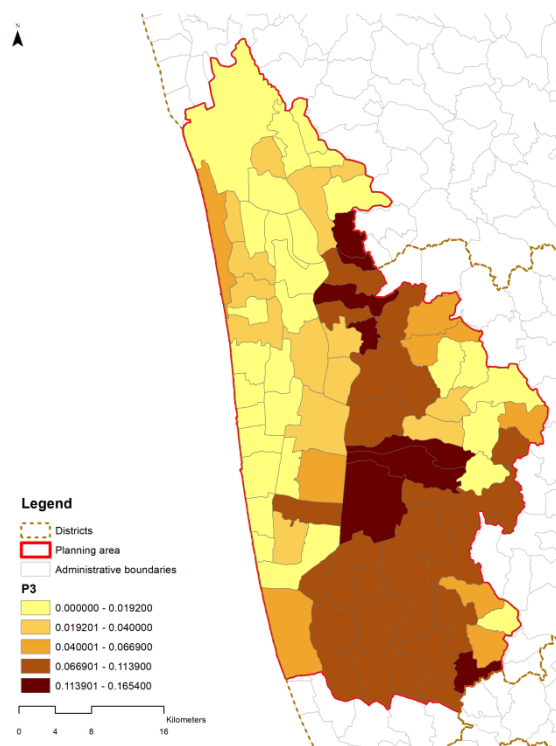 N
Legend
Districts
Planning area
Administrative boundaries
P3
0.000000 - 0.019200
0.019201 - 0.040000
0.040001 - 0.066900
0.066901 - 0.113900
0.113901 - 0.165400
Kilometers
0 4 8 16